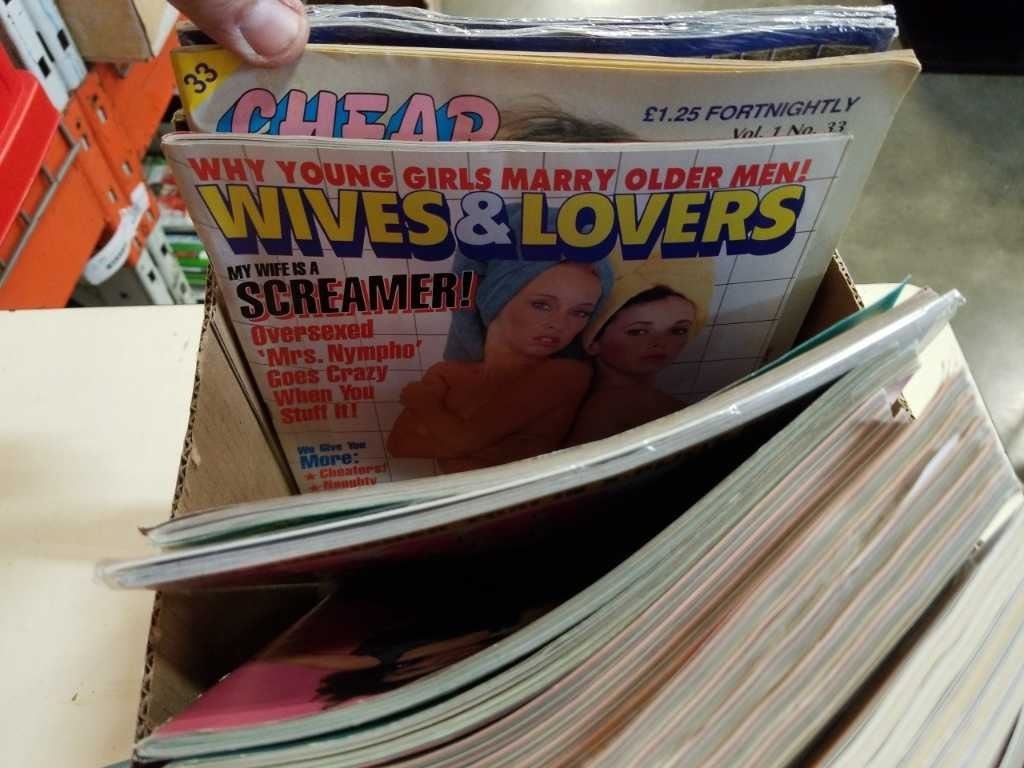 33
CHEAP
£1.25 FORTNIGHTLY
Vol. 1 No. 33
WHY YOUNG GIRLS MARRY OLDER MEN!
WIVES & LOVERS
MY WIFE IS A
SCREAMER!
Oversexed
'Mrs. Nympho'
Goes Crazy
When You
Stuff It!
We Give You
More:
★ Cheaters!
★ Naughty